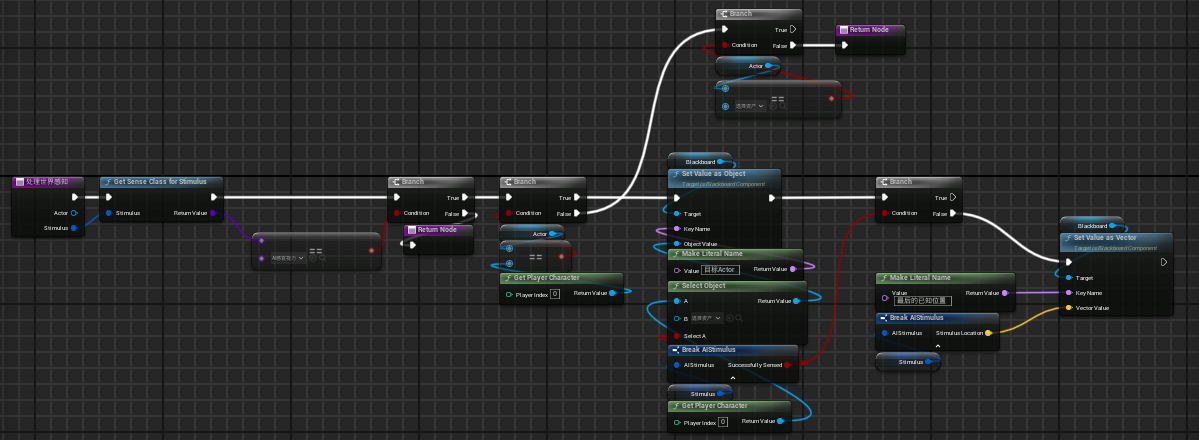 Branch
True
Condition
False
Return Node
Actor
==
选择资产
处理世界感知
Actor
Stimulus
Get Sense Class for Stimulus
Stimulus
Return Value
==
AI感官视力
Branch
True
Condition
False
Return Node
Branch
True
Condition
False
Actor
==
Get Player Character
Player Index
0
Return Value
Blackboard
Set Value as Object
Target is Blackboard Component
Target
Key Name
Object Value
Make Literal Name
Value
目标Actor
Return Value
Select Object
A
Return Value
B
选择资产
Select A
Break AIStimulus
AI Stimulus
Successfully Sensed
Stimulus
Get Player Character
Player Index
0
Return Value
Branch
True
Condition
False
Make Literal Name
Value
Return Value
最后的已知位置
Break AIStimulus
AI Stimulus
Stimulus Location
Stimulus
Blackboard
Set Value as Vector
Target is Blackboard Component
Target
Key Name
Vector Value